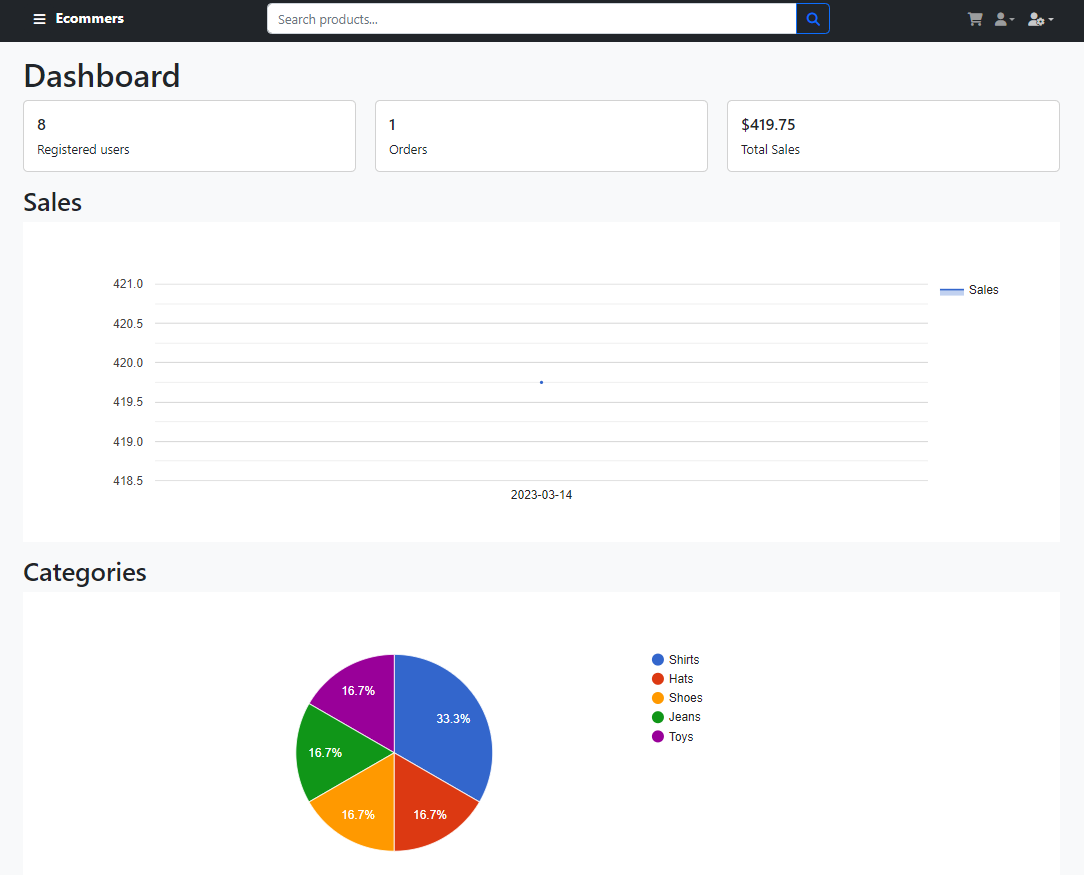 Ecommers
Search products...
Dashboard
8
Registered users
1
Orders
$419.75
Total Sales
Sales
421.0
420.5
420.0
419.5
419.0
418.5
2023-03-14
Sales
Categories
33.3%
16.7%
16.7%
16.7%
16.7%
Shirts
Hats
Shoes
Jeans
Toys